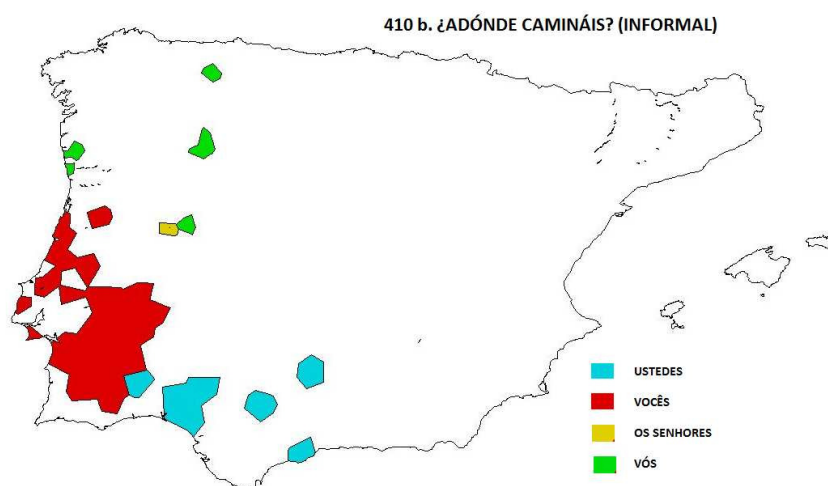 410 b. ¿ADÓNDE CAMINÁIS? (INFORMAL)
USTEDES
VOCÊS
OS SENHORES
VÓS